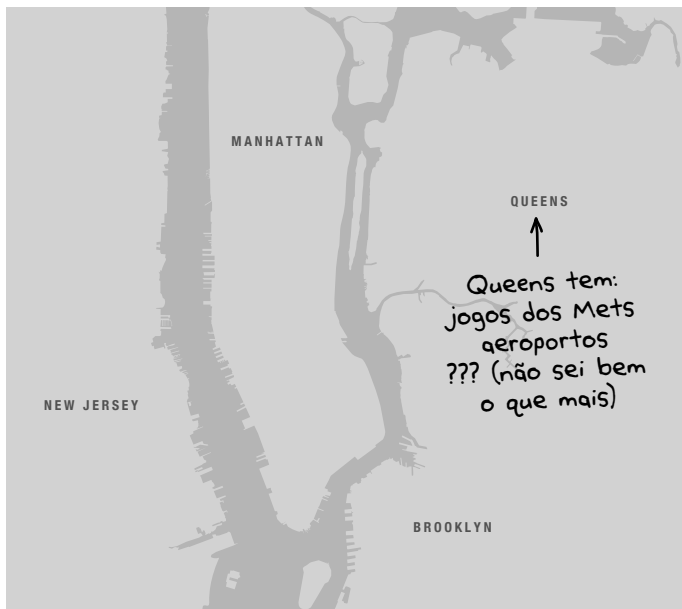 MANHATTAN
QUEENS
Queens tem:
jogos dos Mets
aeroportos
??? (não sei bem
o que mais)
NEW JERSEY
BROOKLYN